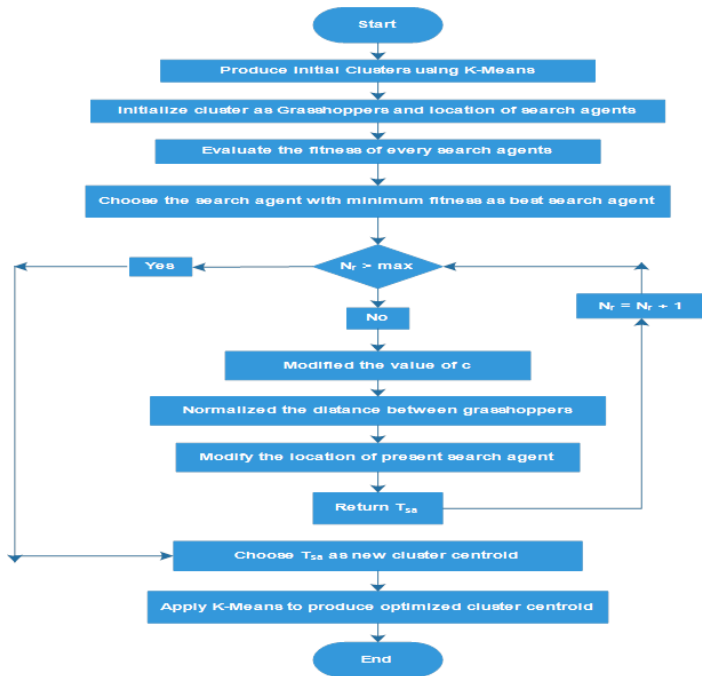 Start
Produce Initial Clusters using K-Means
Initialize cluster as Grasshoppers and location of search agents
Evaluate the fitness of every search agents
Choose the search agent with minimum fitness as best search agent
Yes
Nᵣ > max
Nᵣ = Nᵣ + 1
No
Modified the value of c
Normalized the distance between grasshoppers
Modify the location of present search agent
Return Tₛₐ
Choose Tₛₐ as new cluster centroid
Apply K-Means to produce optimized cluster centroid
End